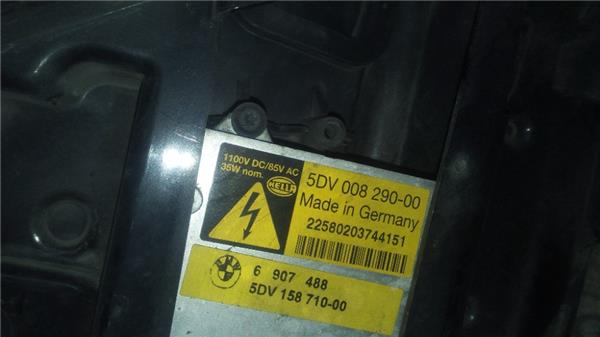 1100V DC/85V AC
35W nom.
HELLA
5DV 008 290-00
Made in Germany
22580203744151
BMW
6 907 488
5DV 158 710-00